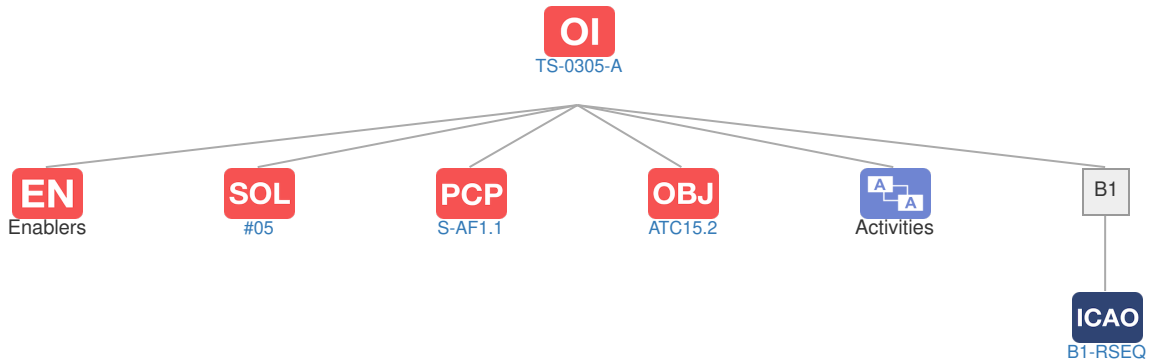 OI
TS-0305-A
EN
Enablers
SOL
#05
PCP
S-AF1.1
OBJ
ATC15.2
A
A
Activities
B1
ICAO
B1-RSEQ